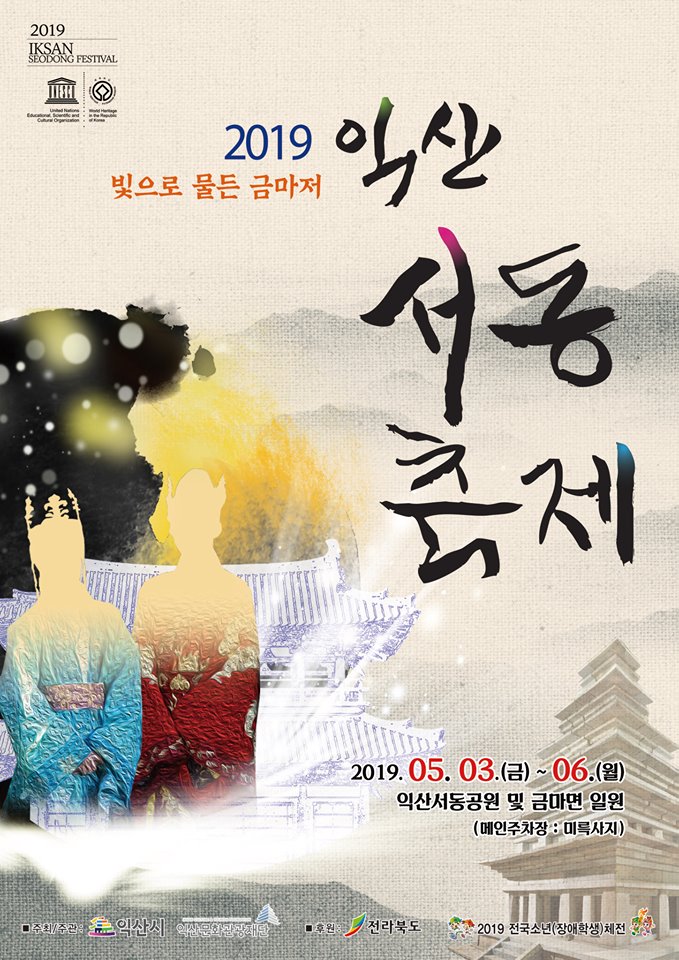 2019
IKSAN
SEODONG FESTIVAL
United Nations
Educational, Scientific and
Cultural Organization
World Heritage
in the Republic
of Korea
2019 익산
빛으로 물든 금마저
서동
축제
2019. 05. 03.(금) ~ 06.(월)
익산서동공원 및 금마면 일원
(메인주차장 : 미륵사지)
■ 주최/주관 : 익산시 익산문화관광재단 ■ 후원 : 전라북도 2019 전국소년(장애학생)체전